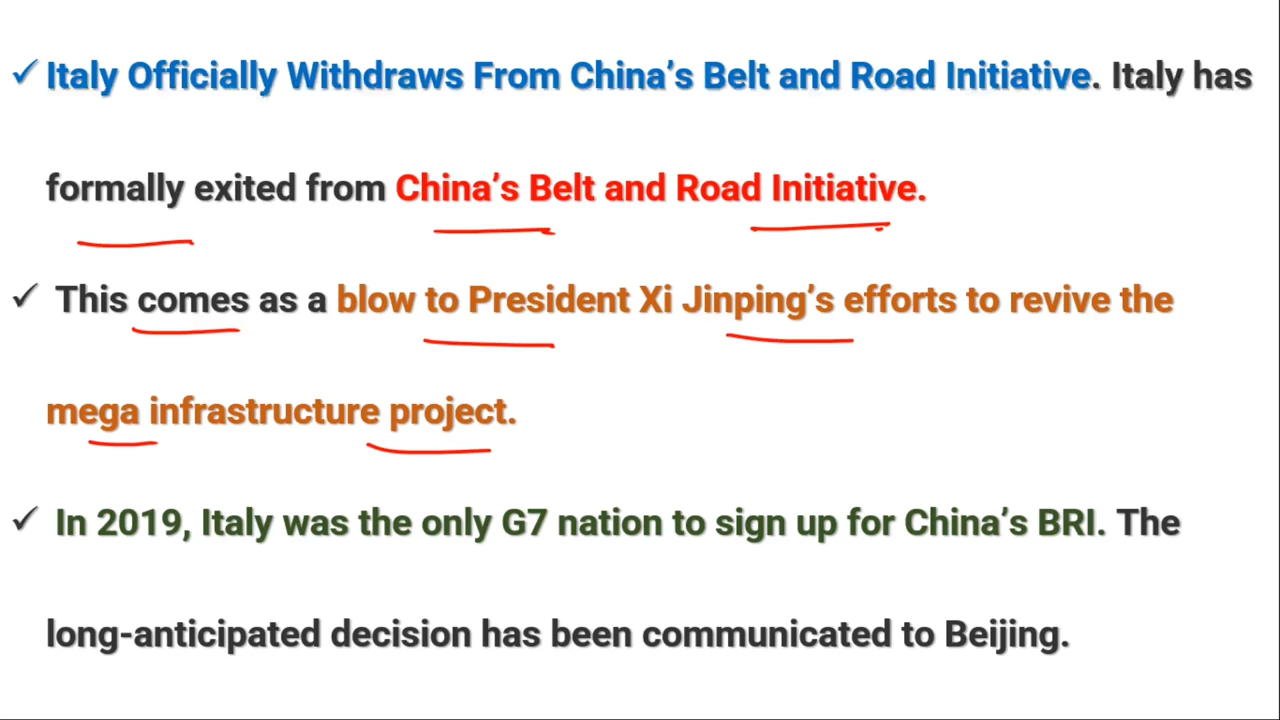 ✓ Italy Officially Withdraws From China’s Belt and Road Initiative. Italy has
formally exited from China’s Belt and Road Initiative.
✓ This comes as a blow to President Xi Jinping’s efforts to revive the
mega infrastructure project.
✓ In 2019, Italy was the only G7 nation to sign up for China’s BRI. The
long-anticipated decision has been communicated to Beijing.